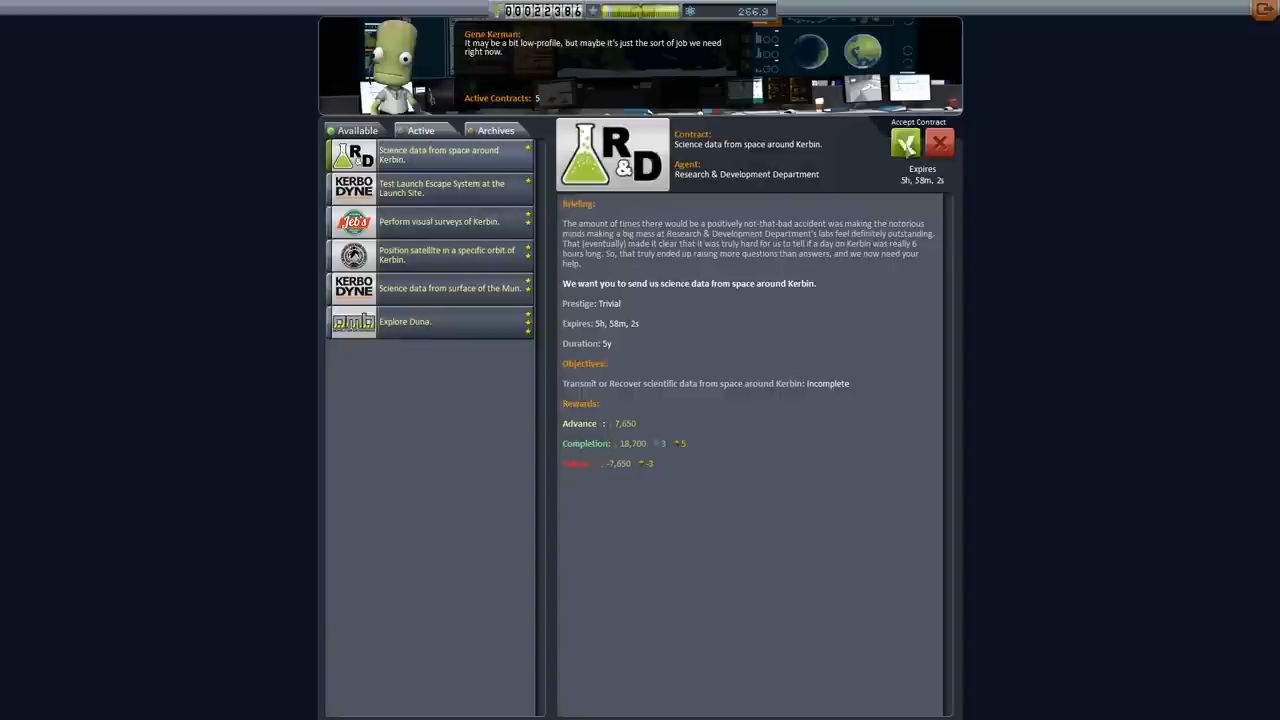 00022386
266.9
Gene Kerman:
It may be a bit low-profile, but maybe it's just the sort of job we need
right now.
Active Contracts: 5
Available
Active
Archives
R&D
Science data from space around
Kerbin.
KERBO
DYNE
Test Launch Escape System at the
Launch Site.
Jeb's
Perform visual surveys of Kerbin.
Position satellite in a specific orbit of
Kerbin.
KERBO
DYNE
Science data from surface of the Mun.
Explore Duna.
R&D
Contract:
Science data from space around Kerbin.
Agent:
Research & Development Department
Accept Contract
Expires
5h, 58m, 2s
Briefing:
The amount of times there would be a positively not-that-bad accident was making the notorious
minds making a big mess at Research & Development Department's labs feel definitely outstanding.
That (eventually) made it clear that it was truly hard for us to tell if a day on Kerbin was really 6
hours long. So, that truly ended up raising more questions than answers, and we now need your
help.
We want you to send us science data from space around Kerbin.
Prestige: Trivial
Expires: 5h, 58m, 2s
Duration: 5y
Objectives:
Transmit or Recover scientific data from space around Kerbin: Incomplete
Rewards:
Advance : 7,650
Completion: 18,700 3 5
-7,650 -3